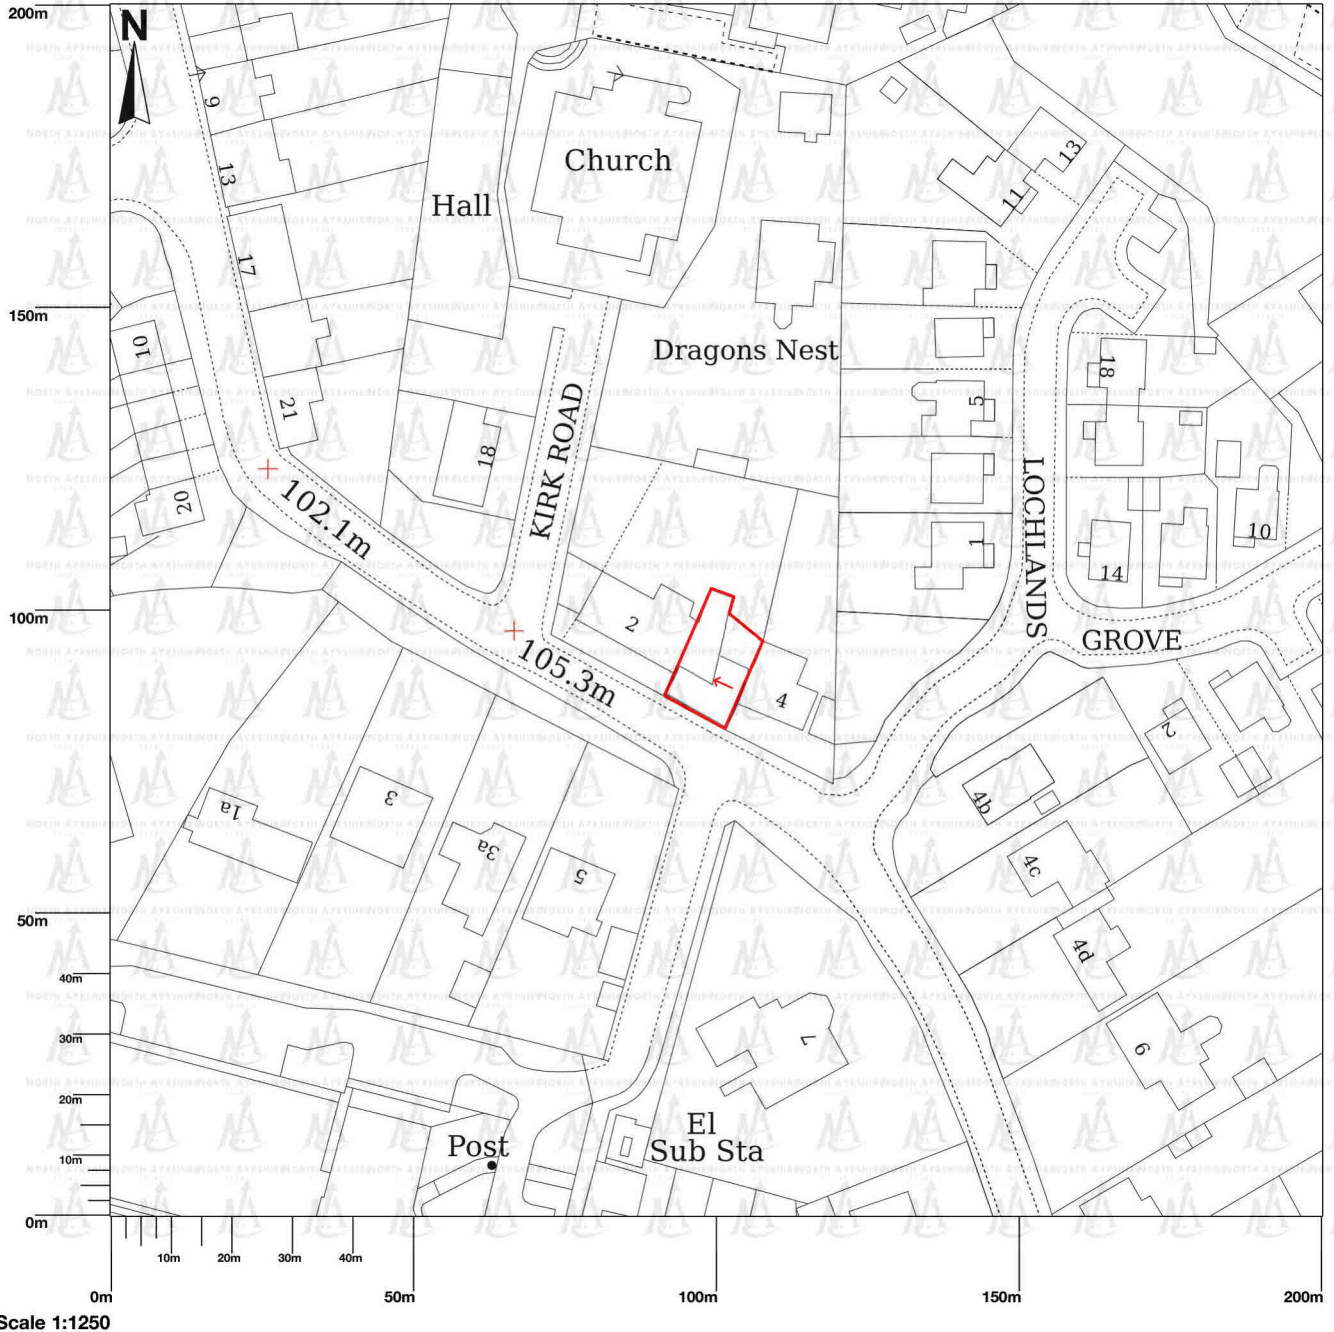 200m
N
9
13
Church
13
11
Hall
17
150m
10
Dragons Nest
18
21
5
18
KIRK ROAD
LOCHLANDS
20
102.1m
10
1
14
100m
2
GROVE
105.3m
4
2
4b
1a
3
3a
4c
5
50m
4d
40m
30m
7
6
20m
El
Sub Sta
Post
10m
0m
10m
20m
30m
40m
0m
50m
100m
150m
200m
Scale 1:1250